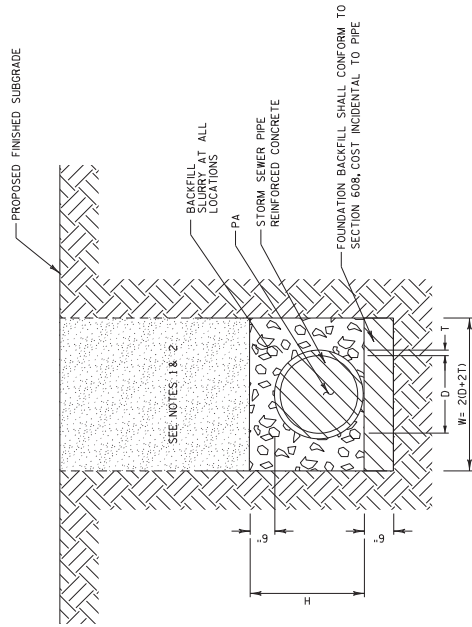 PROPOSED FINISHED SUBGRADE
BACKFILL
SLURRY AT ALL
LOCATIONS
PA
STORM SEWER PIPE
REINFORCED CONCRETE
FOUNDATION BACKFILL SHALL CONFORM TO
SECTION 608, COST INCIDENTAL TO PIPE
SEE NOTES 1 & 2
6"
H
6"
D
T
W= 2(D+2T)